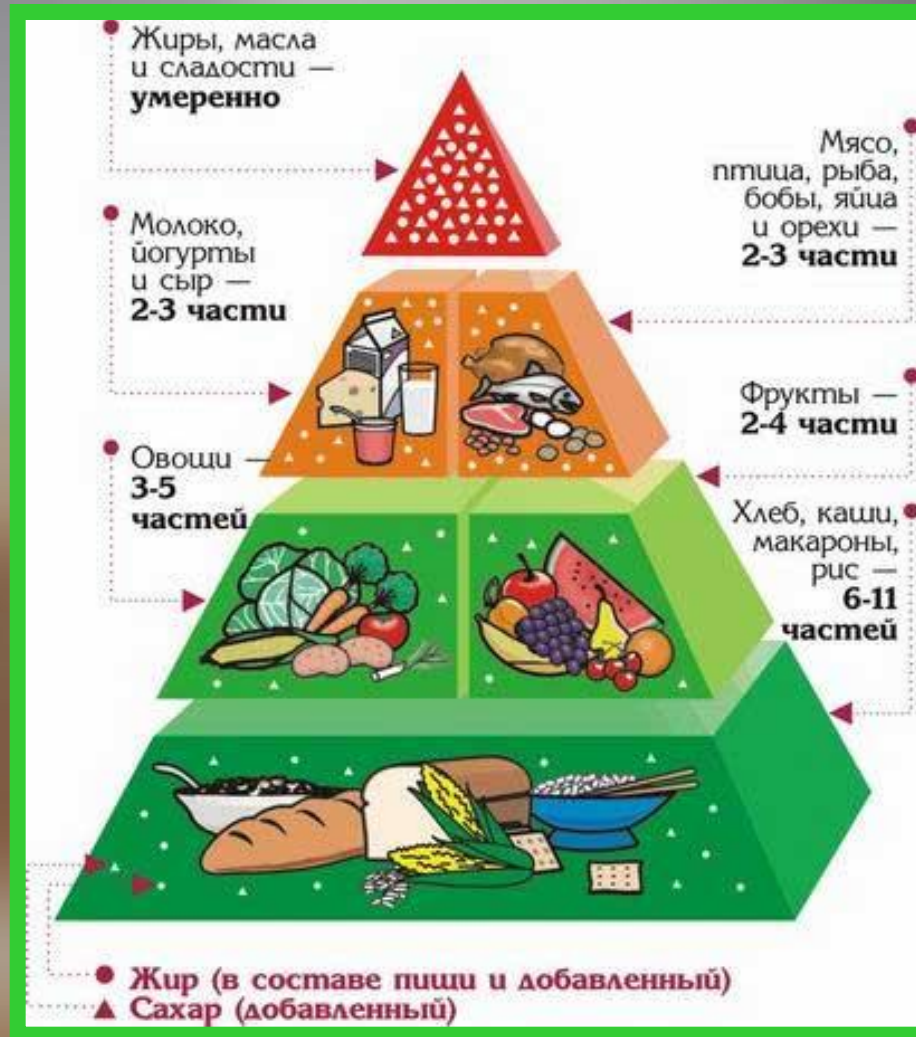 Жиры, масла
и сладости —
умеренно
Мясо,
птица, рыба,
бобы, яйца
и орехи —
2-3 части
Молоко,
йогурты
и сыр —
2-3 части
Фрукты —
2-4 части
Овощи —
3-5
частей
Хлеб, каши,
макароны,
рис —
6-11
частей
Жир (в составе пищи и добавленный)
Сахар (добавленный)